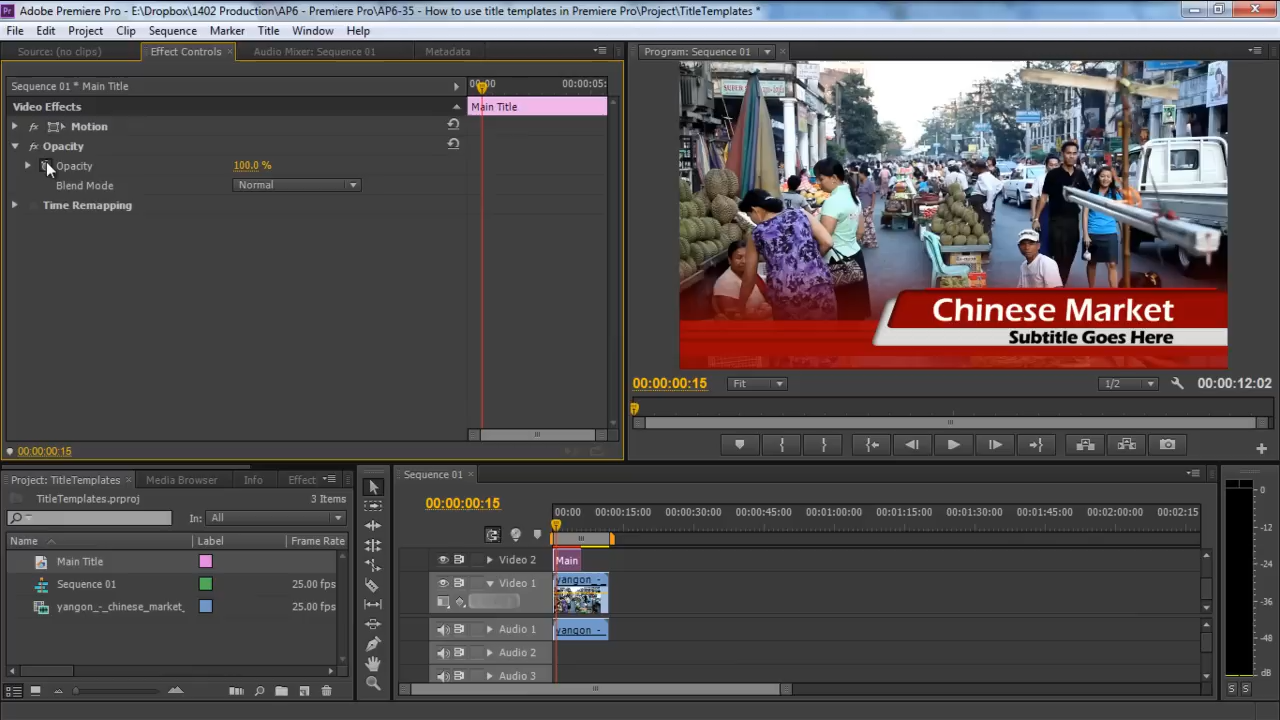 Adobe Premiere Pro - E:\Dropbox\1402 Production\AP6 - Premiere Pro\AP6-35 - How to use title templates in Premiere Pro\Project\TitleTemplates *
File Edit Project Clip Sequence Marker Title Window Help
Source: (no clips) Effect Controls Audio Mixer: Sequence 01 Metadata
Program: Sequence 01
Sequence 01 * Main Title
00:00 00:00:05:
Video Effects
Main Title
fx Motion
fx Opacity
Opacity 100.0 %
Blend Mode Normal
Time Remapping
Chinese Market
Subtitle Goes Here
00:00:00:15 Fit 1/2 00:00:12:02
00:00:00:15
Project: TitleTemplates Media Browser Info Effect
TitleTemplates.prproj 3 Items
In: All
Name Label Frame Rate
Main Title
Sequence 01 25.00 fps
yangon_-_chinese_market_ 25.00 fps
Sequence 01
00:00:00:15
00:00 00:00:15:00 00:00:30:00 00:00:45:00 00:01:00:00 00:01:15:00 00:01:30:00 00:01:45:00 00:02:00:00 00:02:15
Video 2 Main
Video 1 yangon_-_
Audio 1 yangon_-_
Audio 2
Audio 3
0
-12
-24
-36
-48
dB
S S